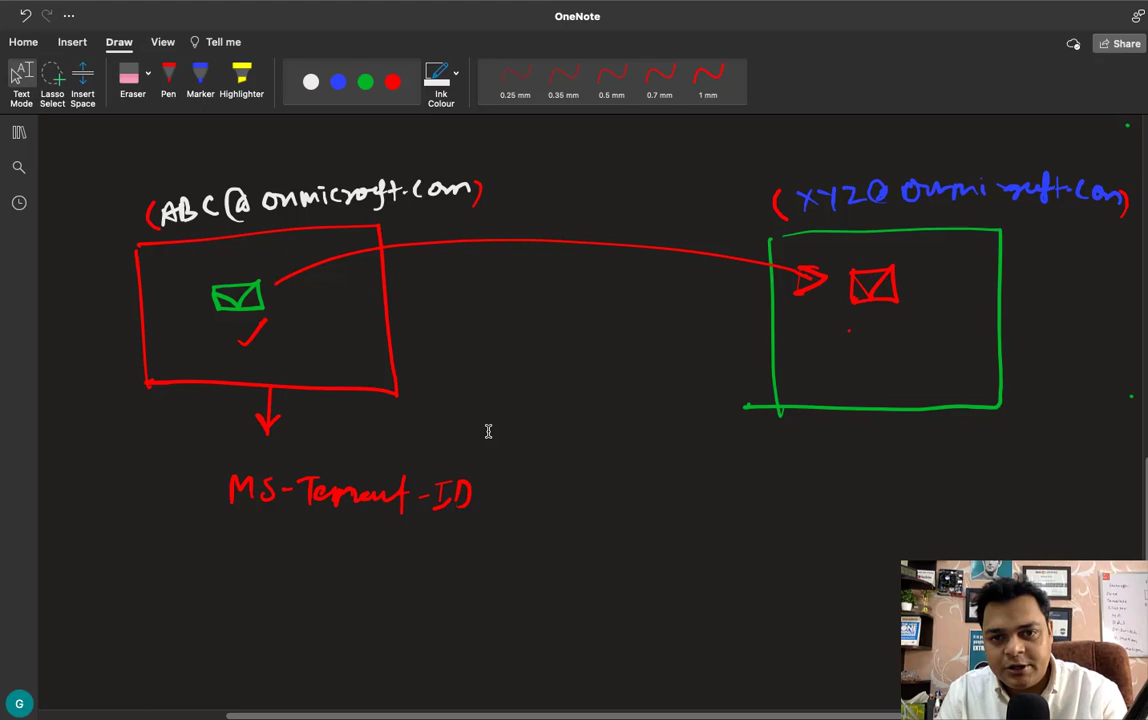 OneNote
Home Insert Draw View Tell me
Share
Text Mode
Lasso Select
Insert Space
Eraser
Pen
Marker
Highlighter
Ink Colour
0.25 mm
0.35 mm
0.5 mm
0.7 mm
1 mm
(ABC@ onmicroft.com)
(XYZ@ onmicroft.com)
MS-Tenant-ID
G